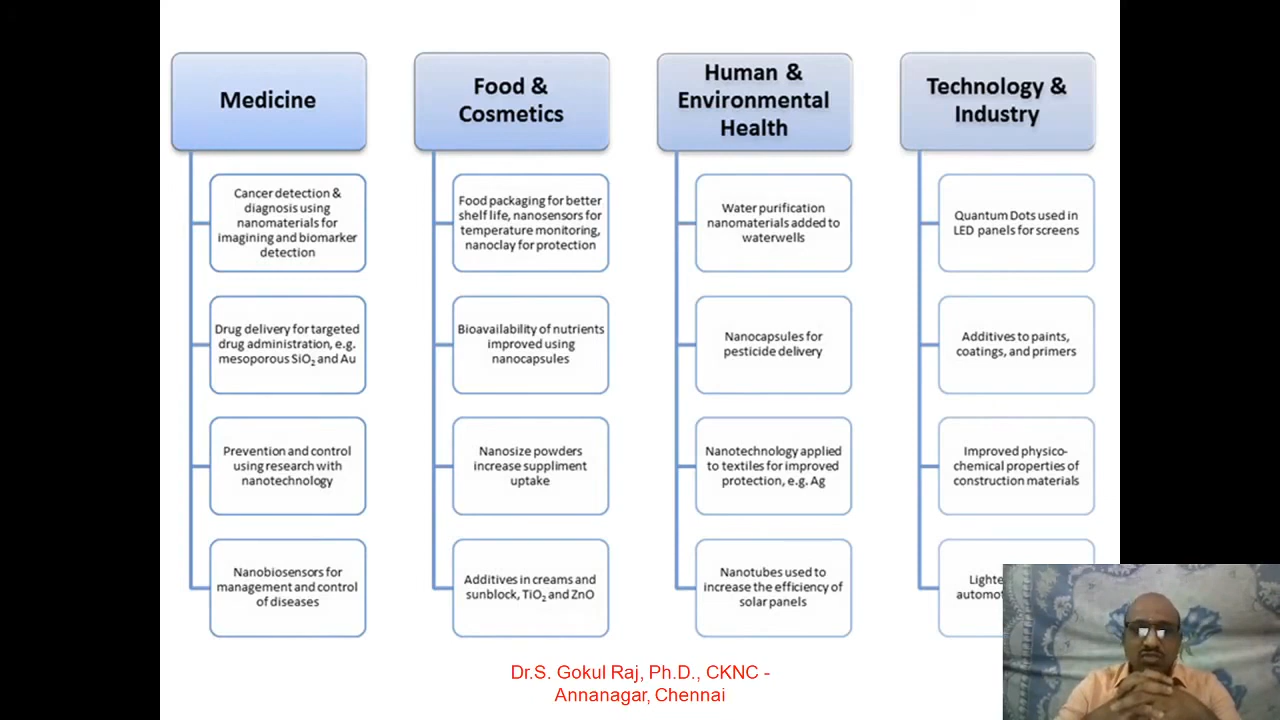 Medicine
Cancer detection &
diagnosis using
nanomaterials for
imagining and biomarker
detection
Drug delivery for targeted
drug administration, e.g.
mesoporous SiO₂ and Au
Prevention and control
using research with
nanotechnology
Nanobiosensors for
management and control
of diseases
Food &
Cosmetics
Food packaging for better
shelf life, nanosensors for
temperature monitoring,
nanoclay for protection
Bioavailability of nutrients
improved using
nanocapsules
Nanosize powders
increase suppliment
uptake
Additives in creams and
sunblock, TiO₂ and ZnO
Human &
Environmental
Health
Water purification
nanomaterials added to
waterwells
Nanocapsules for
pesticide delivery
Nanotechnology applied
to textiles for improved
protection, e.g. Ag
Nanotubes used to
increase the efficiency of
solar panels
Technology &
Industry
Quantum Dots used in
LED panels for screens
Additives to paints,
coatings, and primers
Improved physico-
chemical properties of
construction materials
Dr.S. Gokul Raj, Ph.D., CKNC -
Annanagar, Chennai